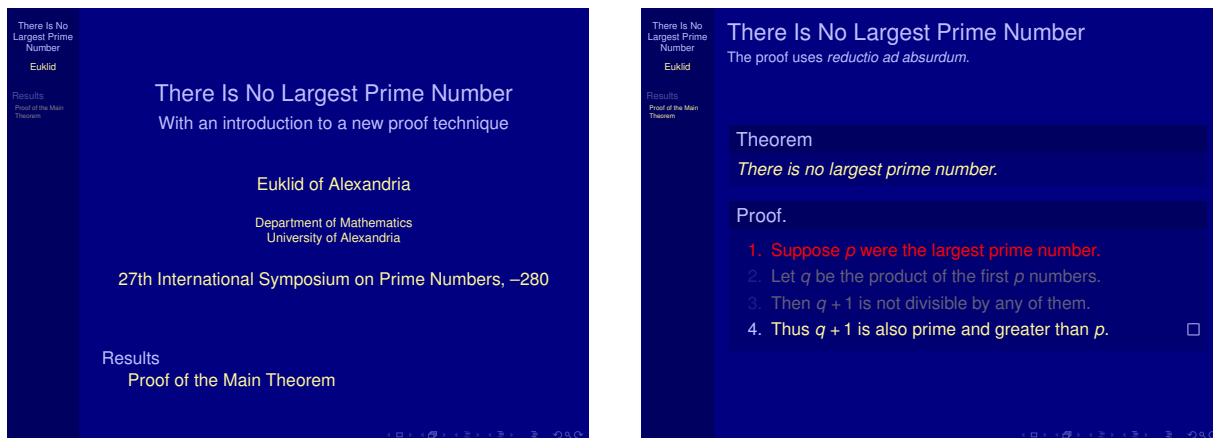 There Is No
Largest Prime
Number
Euklid
Results
Proof of the Main
Theorem
There Is No Largest Prime Number
With an introduction to a new proof technique
Euklid of Alexandria
Department of Mathematics
University of Alexandria
27th International Symposium on Prime Numbers, –280
Results
Proof of the Main Theorem
There Is No
Largest Prime
Number
Euklid
Results
Proof of the Main
Theorem
There Is No Largest Prime Number
The proof uses reductio ad absurdum.
Theorem
There is no largest prime number.
Proof.
1. Suppose p were the largest prime number.
2. Let q be the product of the first p numbers.
3. Then q + 1 is not divisible by any of them.
4. Thus q + 1 is also prime and greater than p. □